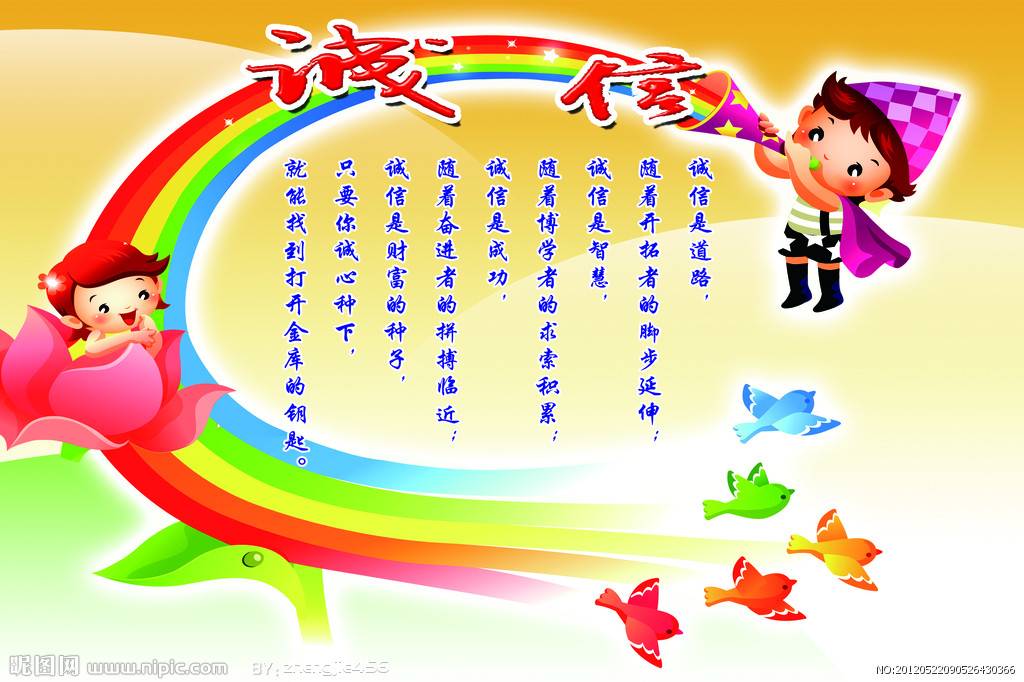 诚信
诚信是道路，
随着开拓者的脚步延伸；
诚信是智慧，
随着博学者的求索积累；
诚信是成功，
随着奋进者的拼搏临近；
诚信是财富的种子，
只要你诚心种下，
就能找到打开金库的钥匙。
昵图网 www.nipic.com BY:zhengjie456
NO:20120522090526430366